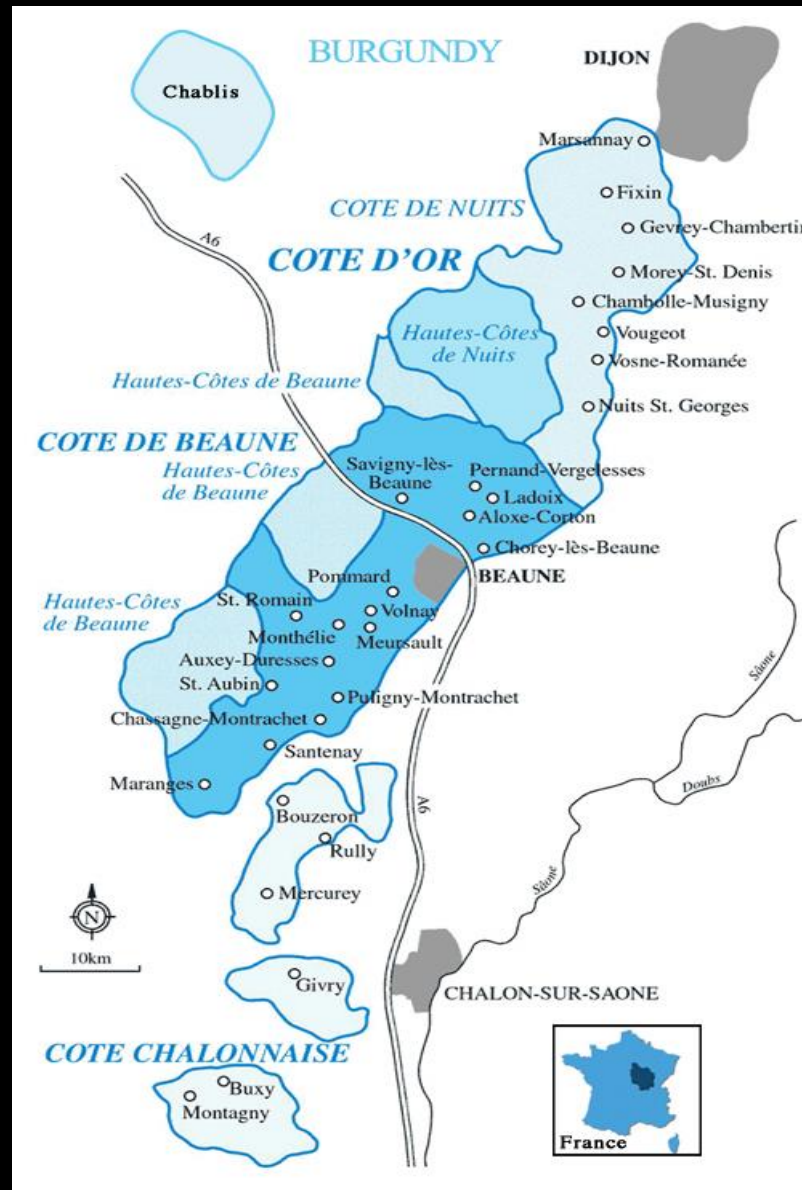 BURGUNDY
DIJON
Chablis
Marsannay
Fixin
COTE DE NUITS
Gevrey-Chambertin
A6
COTE D'OR
Morey-St. Denis
Chambolle-Musigny
Hautes-Côtes
de Nuits
Vougeot
Vosne-Romanée
Hautes-Côtes de Beaune
Nuits St. Georges
COTE DE BEAUNE
Hautes-Côtes
de Beaune
Savigny-lès-
Beaune
Pernand-Vergelesses
Ladoix
Aloxe-Corton
Chorey-lès-Beaune
BEAUNE
Pommard
Hautes-Côtes
de Beaune
St. Romain
Volnay
Monthélie
Meursault
Auxey-Duresses
St. Aubin
Puligny-Montrachet
Chassagne-Montrachet
Santenay
Maranges
Sâone
Doubs
A6
Bouzeron
Rully
Mercurey
Sâone
N
10km
Givry
CHALON-SUR-SAONE
COTE CHALONNAISE
Buxy
Montagny
France